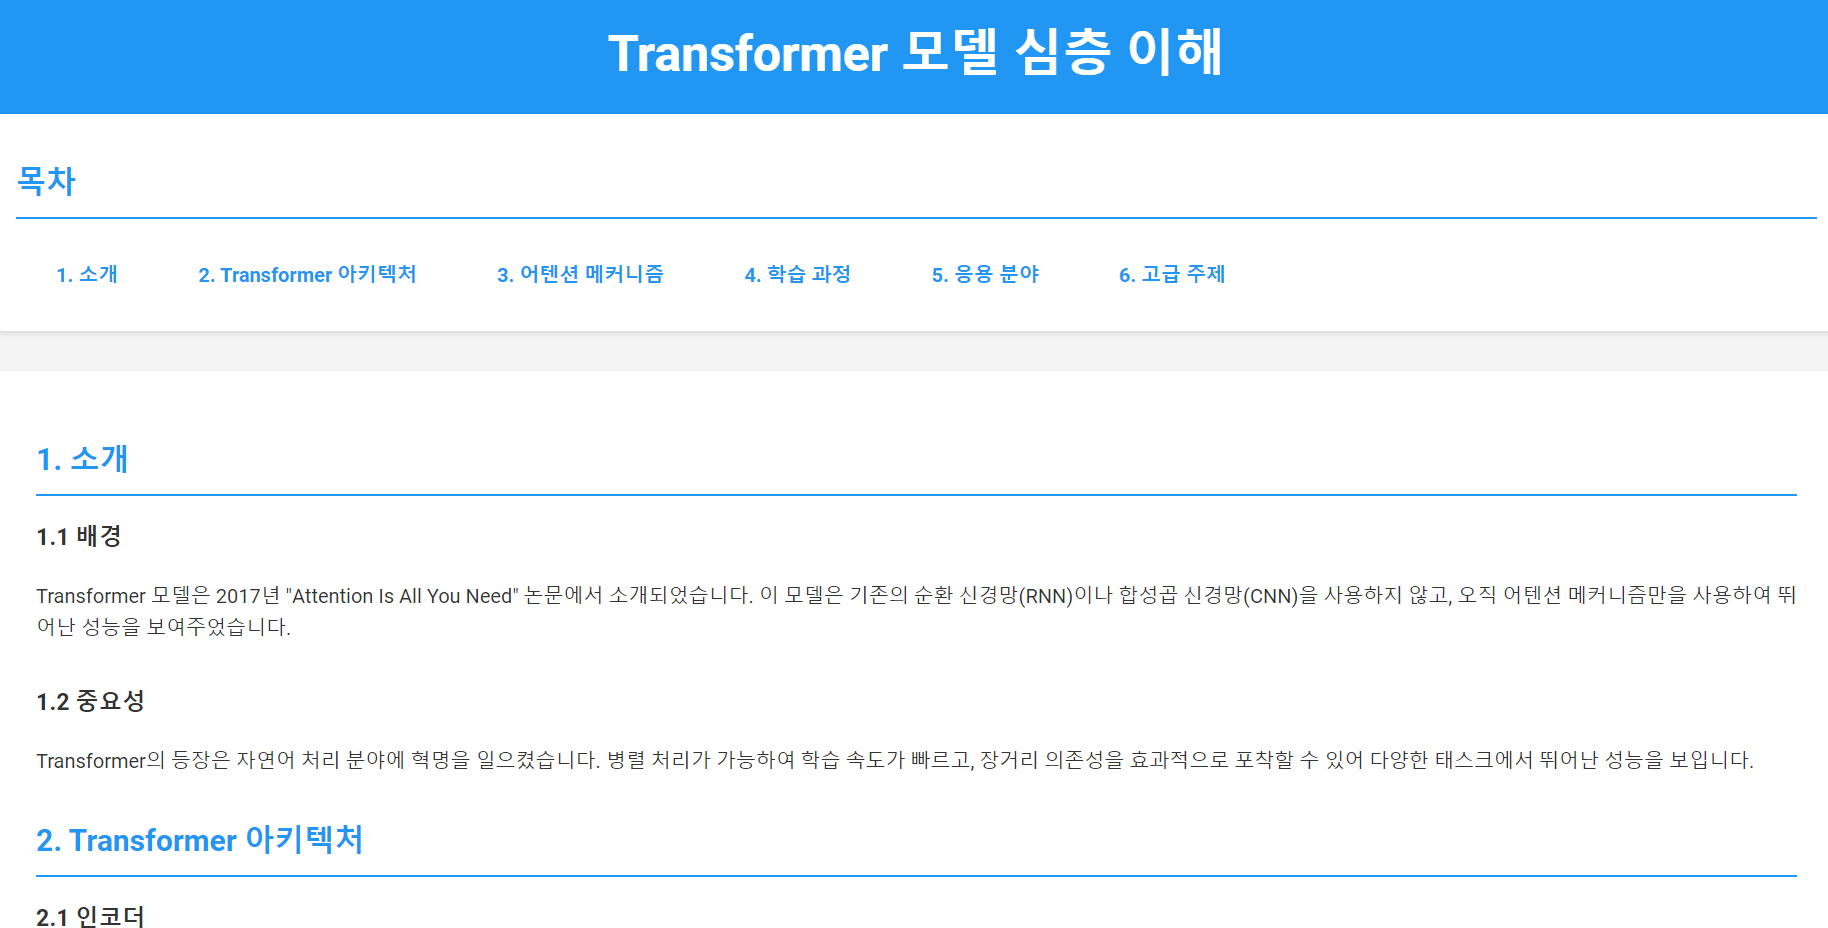 Transformer 모델 심층 이해
목차
1. 소개
2. Transformer 아키텍처
3. 어텐션 메커니즘
4. 학습 과정
5. 응용 분야
6. 고급 주제
1. 소개
1.1 배경
Transformer 모델은 2017년 "Attention Is All You Need" 논문에서 소개되었습니다. 이 모델은 기존의 순환 신경망(RNN)이나 합성곱 신경망(CNN)을 사용하지 않고, 오직 어텐션 메커니즘만을 사용하여 뛰
어난 성능을 보여주었습니다.
1.2 중요성
Transformer의 등장은 자연어 처리 분야에 혁명을 일으켰습니다. 병렬 처리가 가능하여 학습 속도가 빠르고, 장거리 의존성을 효과적으로 포착할 수 있어 다양한 태스크에서 뛰어난 성능을 보입니다.
2. Transformer 아키텍처
2.1 인코더